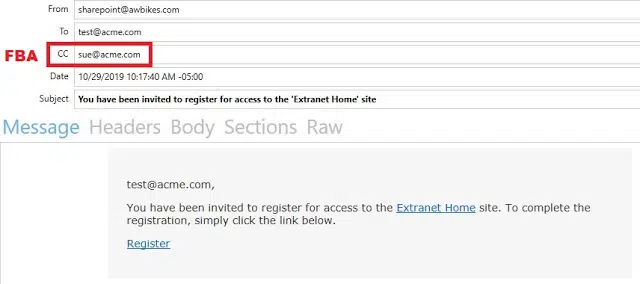 From sharepoint@awbikes.com
To test@acme.com
FBA CC sue@acme.com
Date 10/29/2019 10:17:40 AM -05:00
Subject You have been invited to register for access to the 'Extranet Home' site
Message Headers Body Sections Raw
test@acme.com,
You have been invited to register for access to the Extranet Home site. To complete the
registration, simply click the link below.
Register